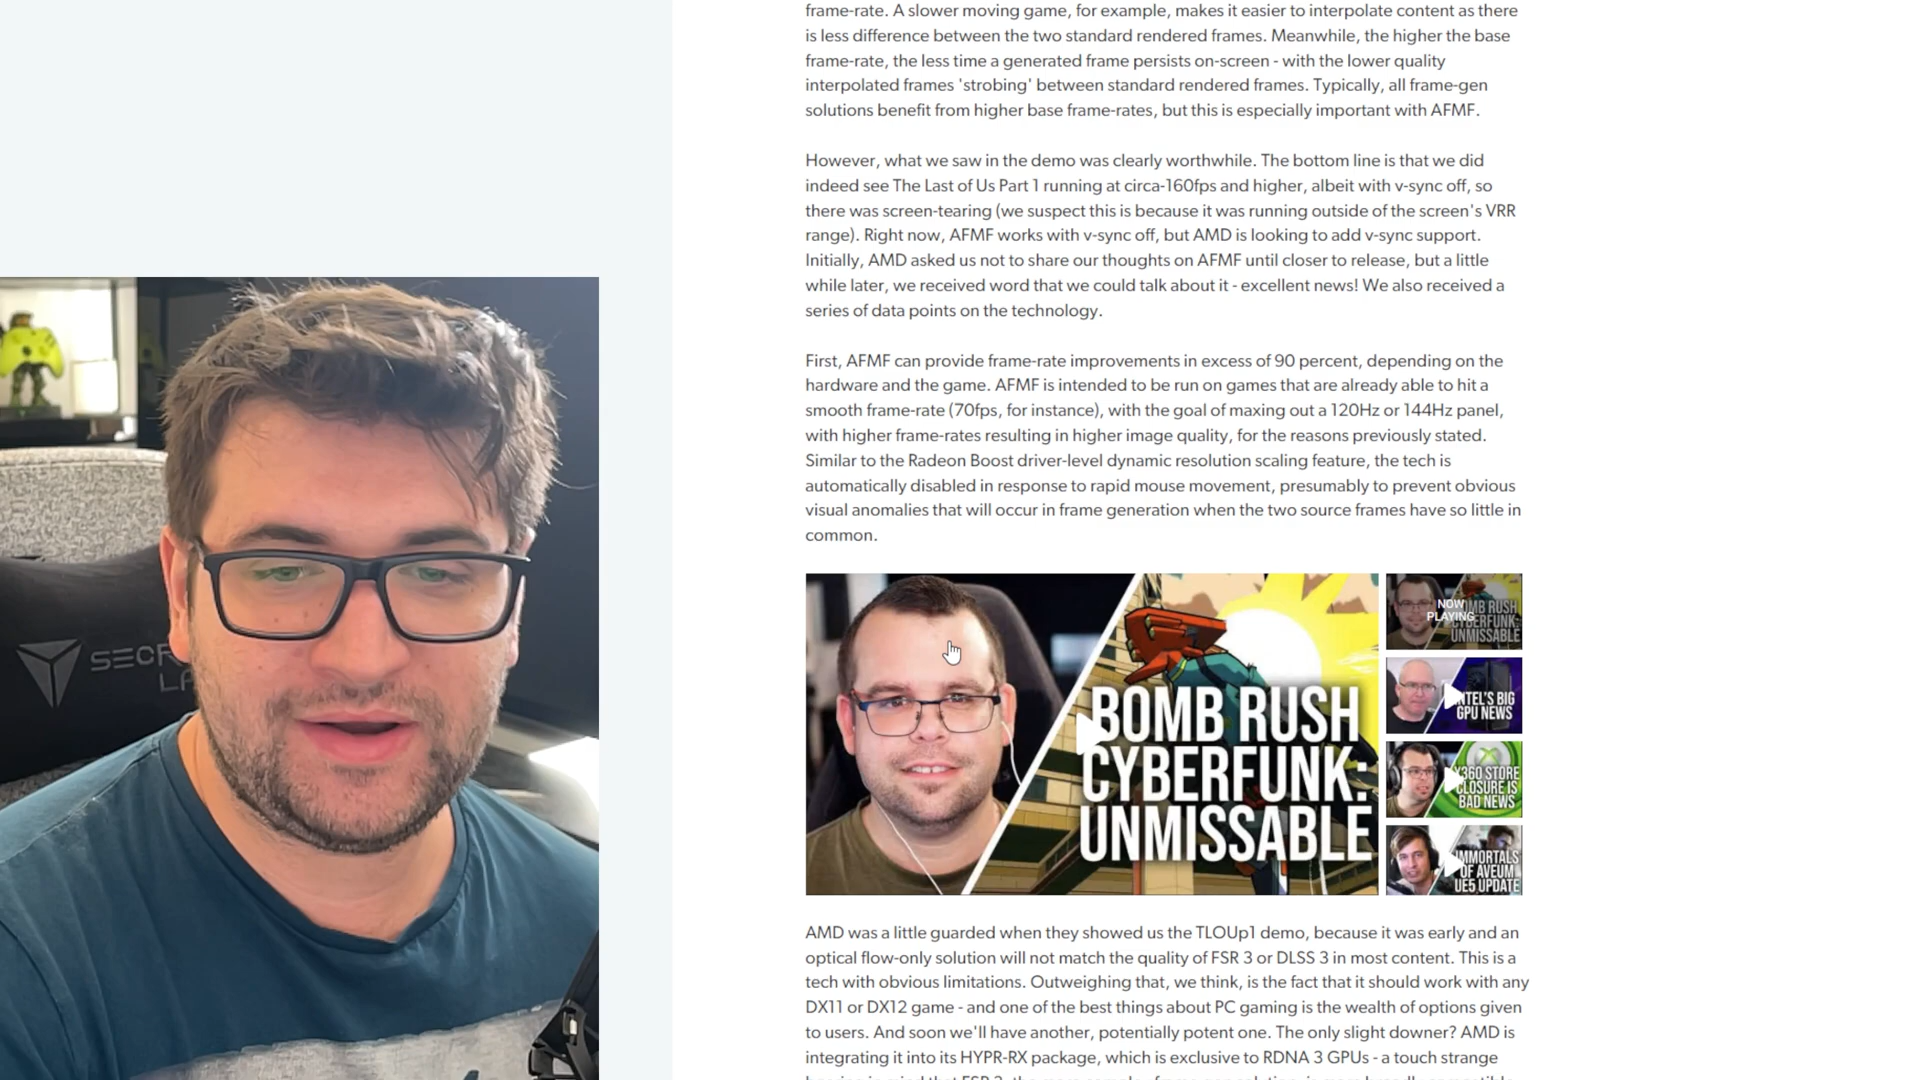 frame-rate. A slower moving game, for example, makes it easier to interpolate content as there
is less difference between the two standard rendered frames. Meanwhile, the higher the base
frame-rate, the less time a generated frame persists on-screen - with the lower quality
interpolated frames 'strobing' between standard rendered frames. Typically, all frame-gen
solutions benefit from higher base frame-rates, but this is especially important with AFMF.
However, what we saw in the demo was clearly worthwhile. The bottom line is that we did
indeed see The Last of Us Part 1 running at circa-160fps and higher, albeit with v-sync off, so
there was screen-tearing (we suspect this is because it was running outside of the screen's VRR
range). Right now, AFMF works with v-sync off, but AMD is looking to add v-sync support.
Initially, AMD asked us not to share our thoughts on AFMF until closer to release, but a little
while later, we received word that we could talk about it - excellent news! We also received a
series of data points on the technology.
First, AFMF can provide frame-rate improvements in excess of 90 percent, depending on the
hardware and the game. AFMF is intended to be run on games that are already able to hit a
smooth frame-rate (70fps, for instance), with the goal of maxing out a 120Hz or 144Hz panel,
with higher frame-rates resulting in higher image quality, for the reasons previously stated.
Similar to the Radeon Boost driver-level dynamic resolution scaling feature, the tech is
automatically disabled in response to rapid mouse movement, presumably to prevent obvious
visual anomalies that will occur in frame generation when the two source frames have so little in
common.
BOMB RUSH
CYBERFUNK:
UNMISSABLE
NOW
PLAYING
UNMISSABLE
BIG
GPU NEWS
X360 STORE
CLOSURE IS
BAD NEWS
IMMORTALS
OF AVEUM
UE5 UPDATE
AMD was a little guarded when they showed us the TLOUp1 demo, because it was early and an
optical flow-only solution will not match the quality of FSR 3 or DLSS 3 in most content. This is a
tech with obvious limitations. Outweighing that, we think, is the fact that it should work with any
DX11 or DX12 game - and one of the best things about PC gaming is the wealth of options given
to users. And soon we'll have another, potentially potent one. The only slight downer? AMD is
integrating it into its HYPR-RX package, which is exclusive to RDNA 3 GPUs - a touch strange